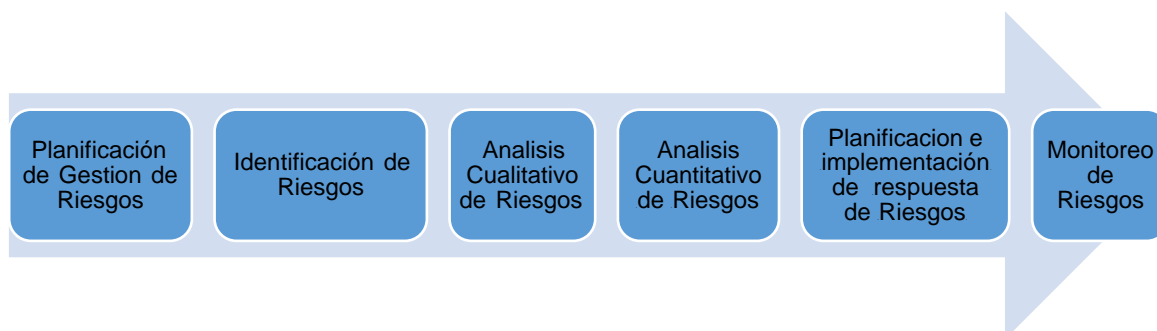 Planificación
de Gestion de
Riesgos
Identificación de
Riesgos
Analisis
Cualitativo
de Riesgos
Analisis
Cuantitativo
de Riesgos
Planificacion e
implementación
de respuesta
de Riesgos
Monitoreo
de
Riesgos